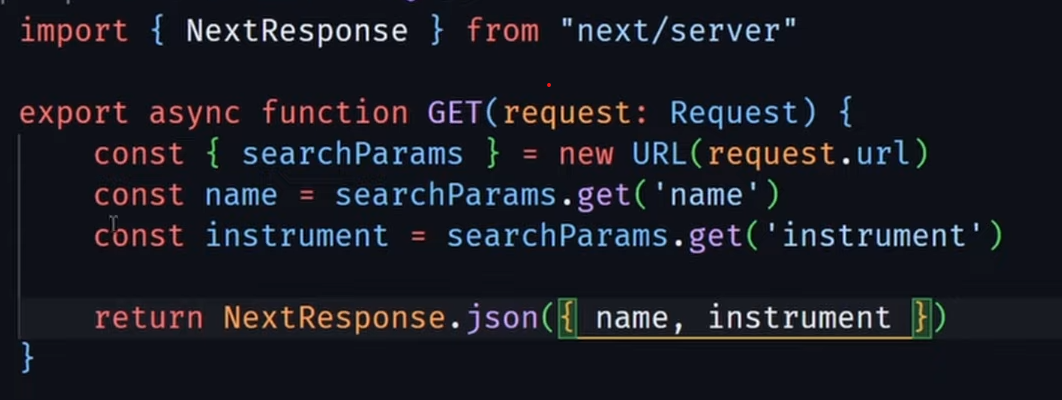 import { NextResponse } from "next/server"
export async function GET(request: Request) {
const { searchParams } = new URL(request.url)
const name = searchParams.get('name')
const instrument = searchParams.get('instrument')
return NextResponse.json({ name, instrument })
}